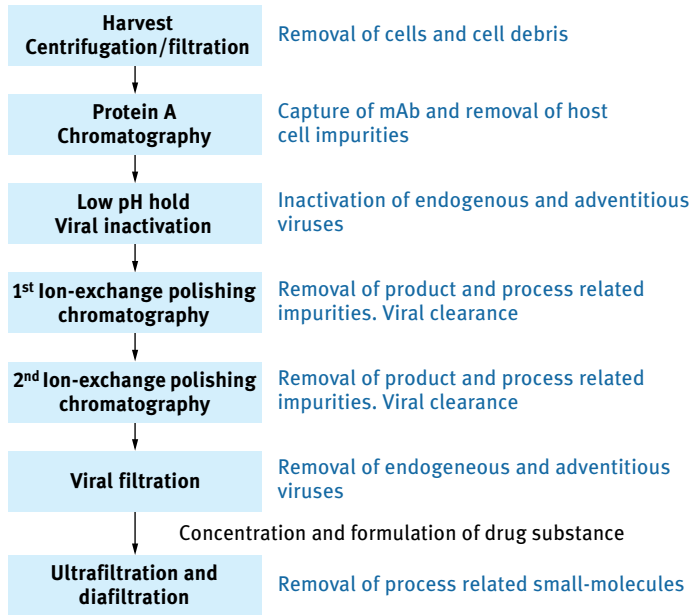 Harvest
Centrifugation/filtration
Removal of cells and cell debris
Protein A
Chromatography
Capture of mAb and removal of host
cell impurities
Low pH hold
Viral inactivation
Inactivation of endogenous and adventitious
viruses
1st Ion-exchange polishing
chromatography
Removal of product and process related
impurities. Viral clearance
2nd Ion-exchange polishing
chromatography
Removal of product and process related
impurities. Viral clearance
Viral filtration
Removal of endogeneous and adventitious
viruses
Concentration and formulation of drug substance
Ultrafiltration and
diafiltration
Removal of process related small-molecules